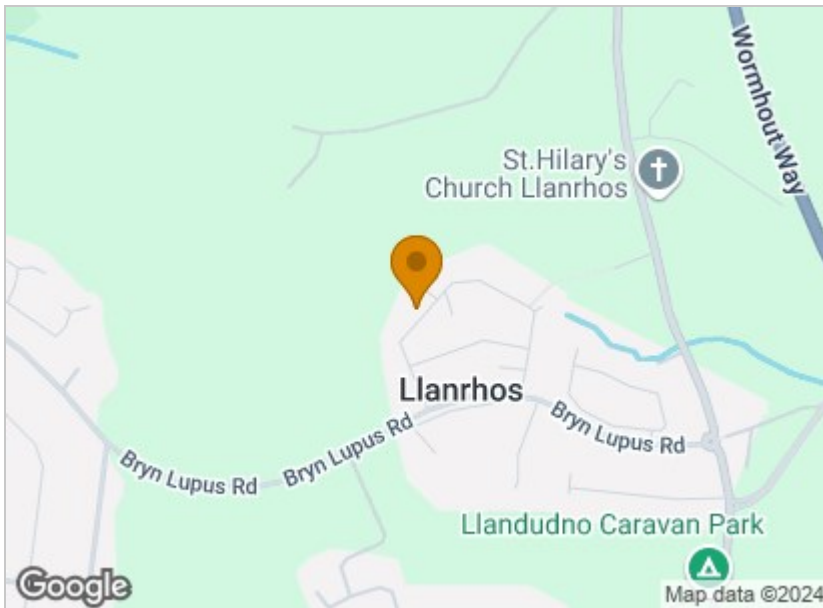 Wormhout Way
St.Hilary's
Church Llanrhos
Llanrhos
Bryn Lupus Rd
Bryn Lupus Rd
Bryn Lupus Rd
Llandudno Caravan Park
Google
Map data ©2024